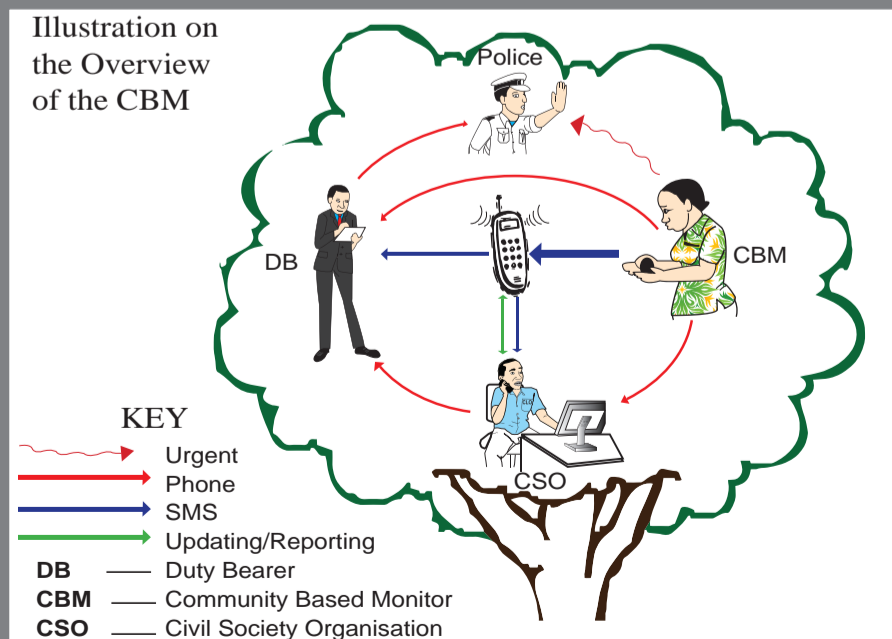 Illustration on
the Overview
of the CBM
Police
DB
CBM
ELO
CSO
KEY
Urgent
Phone
SMS
Updating/Reporting
DB — Duty Bearer
CBM — Community Based Monitor
CSO — Civil Society Organisation